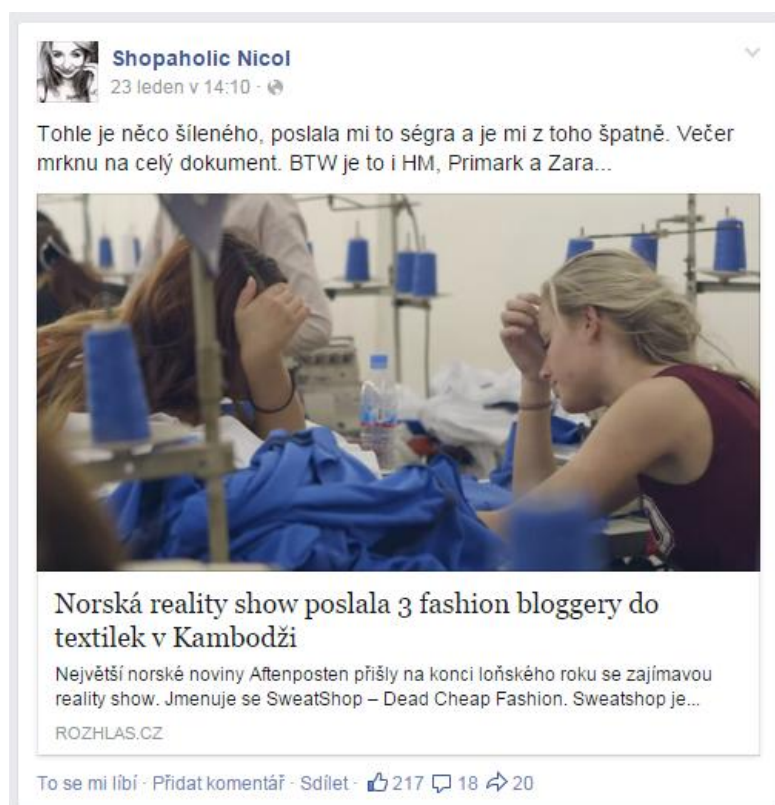 Shopaholic Nicol
23 leden v 14:10 ·
Tohle je něco šíleného, poslala mi to ségra a je mi z toho špatně. Večer
mrknu na celý dokument. BTW je to i HM, Primark a Zara...
Norská reality show poslala 3 fashion bloggery do
textilek v Kambodži
Největší norské noviny Aftenposten přišly na konci loňského roku se zajímavou
reality show. Jmenuje se SweatShop – Dead Cheap Fashion. Sweatshop je...
ROZHLAS.CZ
To se mi líbí · Přidat komentář · Sdílet · 217 18 20